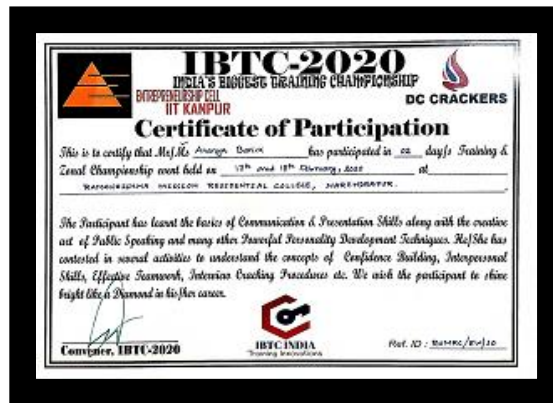 IBTC-2020
INDIA'S BIGGEST TRAINING CHAMPIONSHIP
ENTREPRENEURSHIP CELL
IIT KANPUR
DC CRACKERS
Certificate of Participation
This is to certify that Mr/Ms Ananya has participated in 02 day/s Training &
Zonal Championship event held on 17th and 18th February, 2020 at
RAMAKRISHNA MISSION RESIDENTIAL COLLEGE, NARENDRAPUR.
The Participant has learnt the basics of Communication & Presentation Skills along with the creative
art of Public Speaking and many other Powerful Personality Development Techniques. He/She has
contested in several activities to understand the concepts of Confidence Building, Interpersonal
Skills, Effective Teamwork, Interview Cracking Procedures etc. We wish the participant to shine
bright like a Diamond in his/her career.
Convener, IBTC-2020
IBTC INDIA
Training Innovations
Ref. ID :